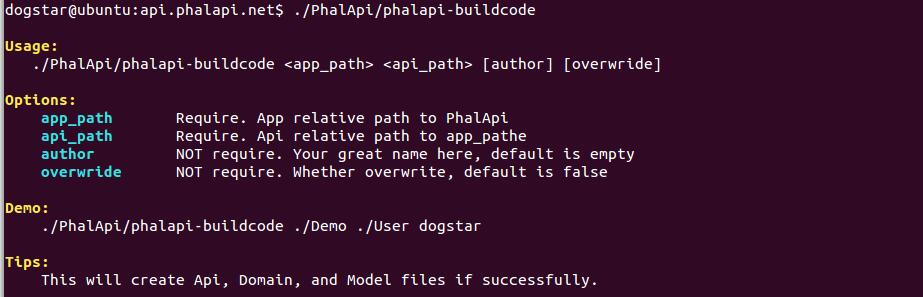 dogstar@ubuntu:api.phalapi.net$ ./PhalApi/phalapi-buildcode
Usage:
./PhalApi/phalapi-buildcode <app_path> <api_path> [author] [overwride]
Options:
app_path Require. App relative path to PhalApi
api_path Require. Api relative path to app_pathe
author NOT require. Your great name here, default is empty
overwride NOT require. Whether overwrite, default is false
Demo:
./PhalApi/phalapi-buildcode ./Demo ./User dogstar
Tips:
This will create Api, Domain, and Model files if successfully.